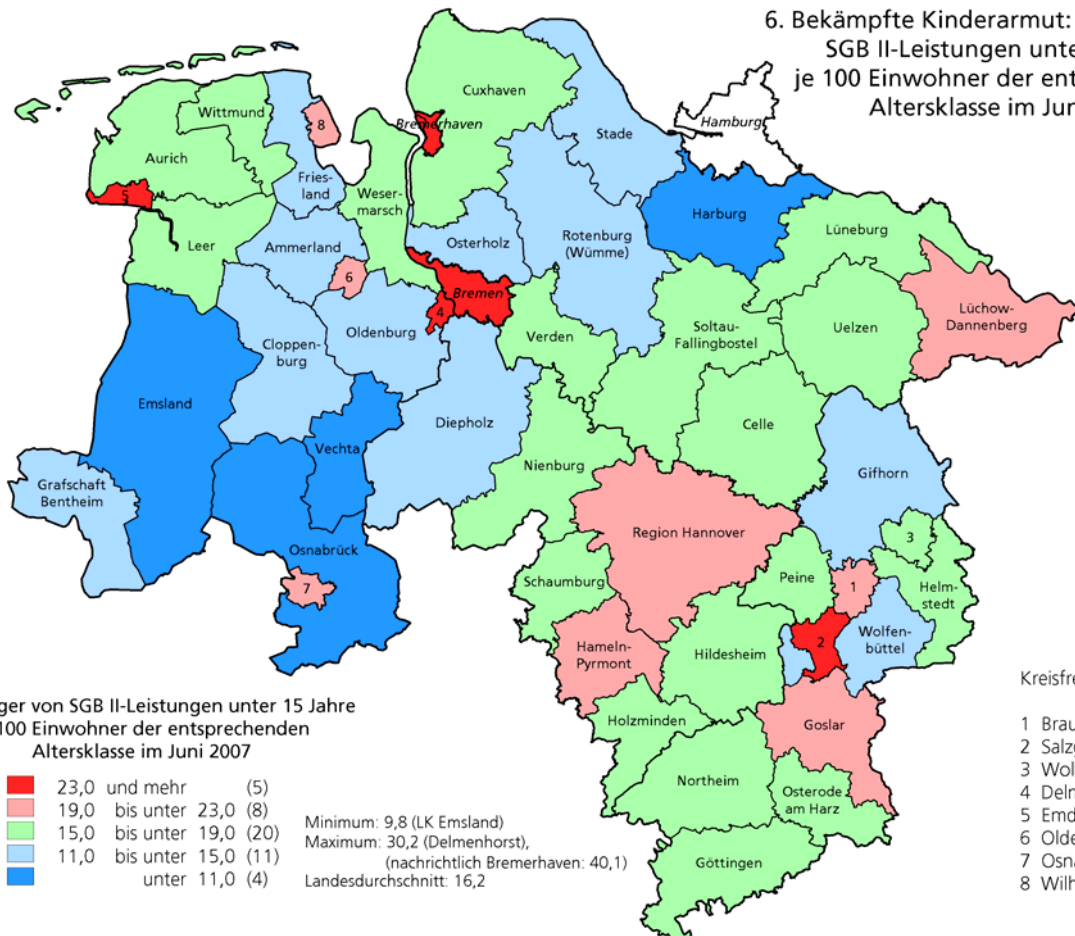 6. Bekämpfte Kinderarmut:
SGB II-Leistungen unte
je 100 Einwohner der ent
Altersklasse im Jun
Cuxhaven
Hamburg
Bremerhaven
Stade
Wittmund
8
Aurich
Fries-
land
Weser-
marsch
5
Harburg
Leer
Ammerland
Osterholz
Rotenburg
(Wümme)
Lüneburg
6
Bremen
4
Lüchow-
Dannenberg
Oldenburg
Cloppen-
burg
Verden
Soltau-
Fallingbostel
Uelzen
Emsland
Vechta
Diepholz
Celle
Nienburg
Gifhorn
Grafschaft
Bentheim
Region Hannover
3
Osnabrück
7
Schaumburg
Peine
1
Helm-
stedt
Hameln-
Pyrmont
Hildesheim
2
Wolfen-
büttel
Holzminden
Goslar
Northeim
Osterode
am Harz
Göttingen
ger von SGB II-Leistungen unter 15 Jahre
100 Einwohner der entsprechenden
Altersklasse im Juni 2007
23,0 und mehr (5)
19,0 bis unter 23,0 (8)
15,0 bis unter 19,0 (20)
11,0 bis unter 15,0 (11)
unter 11,0 (4)
Minimum: 9,8 (LK Emsland)
Maximum: 30,2 (Delmenhorst),
(nachrichtlich Bremerhaven: 40,1)
Landesdurchschnitt: 16,2
Kreisfre
1 Brau
2 Salz
3 Wol
4 Deln
5 Emd
6 Olde
7 Osna
8 Wilh